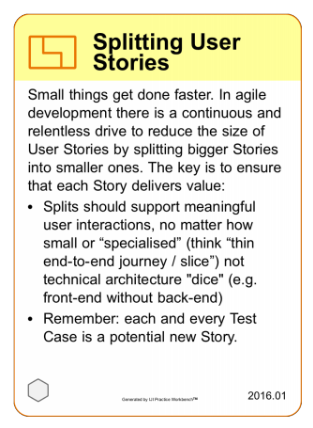 Splitting User
Stories
Small things get done faster. In agile
development there is a continuous and
relentless drive to reduce the size of
User Stories by splitting bigger Stories
into smaller ones. The key is to ensure
that each Story delivers value:
• Splits should support meaningful
user interactions, no matter how
small or “specialised” (think “thin
end-to-end journey / slice”) not
technical architecture "dice" (e.g.
front-end without back-end)
• Remember: each and every Test
Case is a potential new Story.
Generated by IJI Practice Workbench™
2016.01